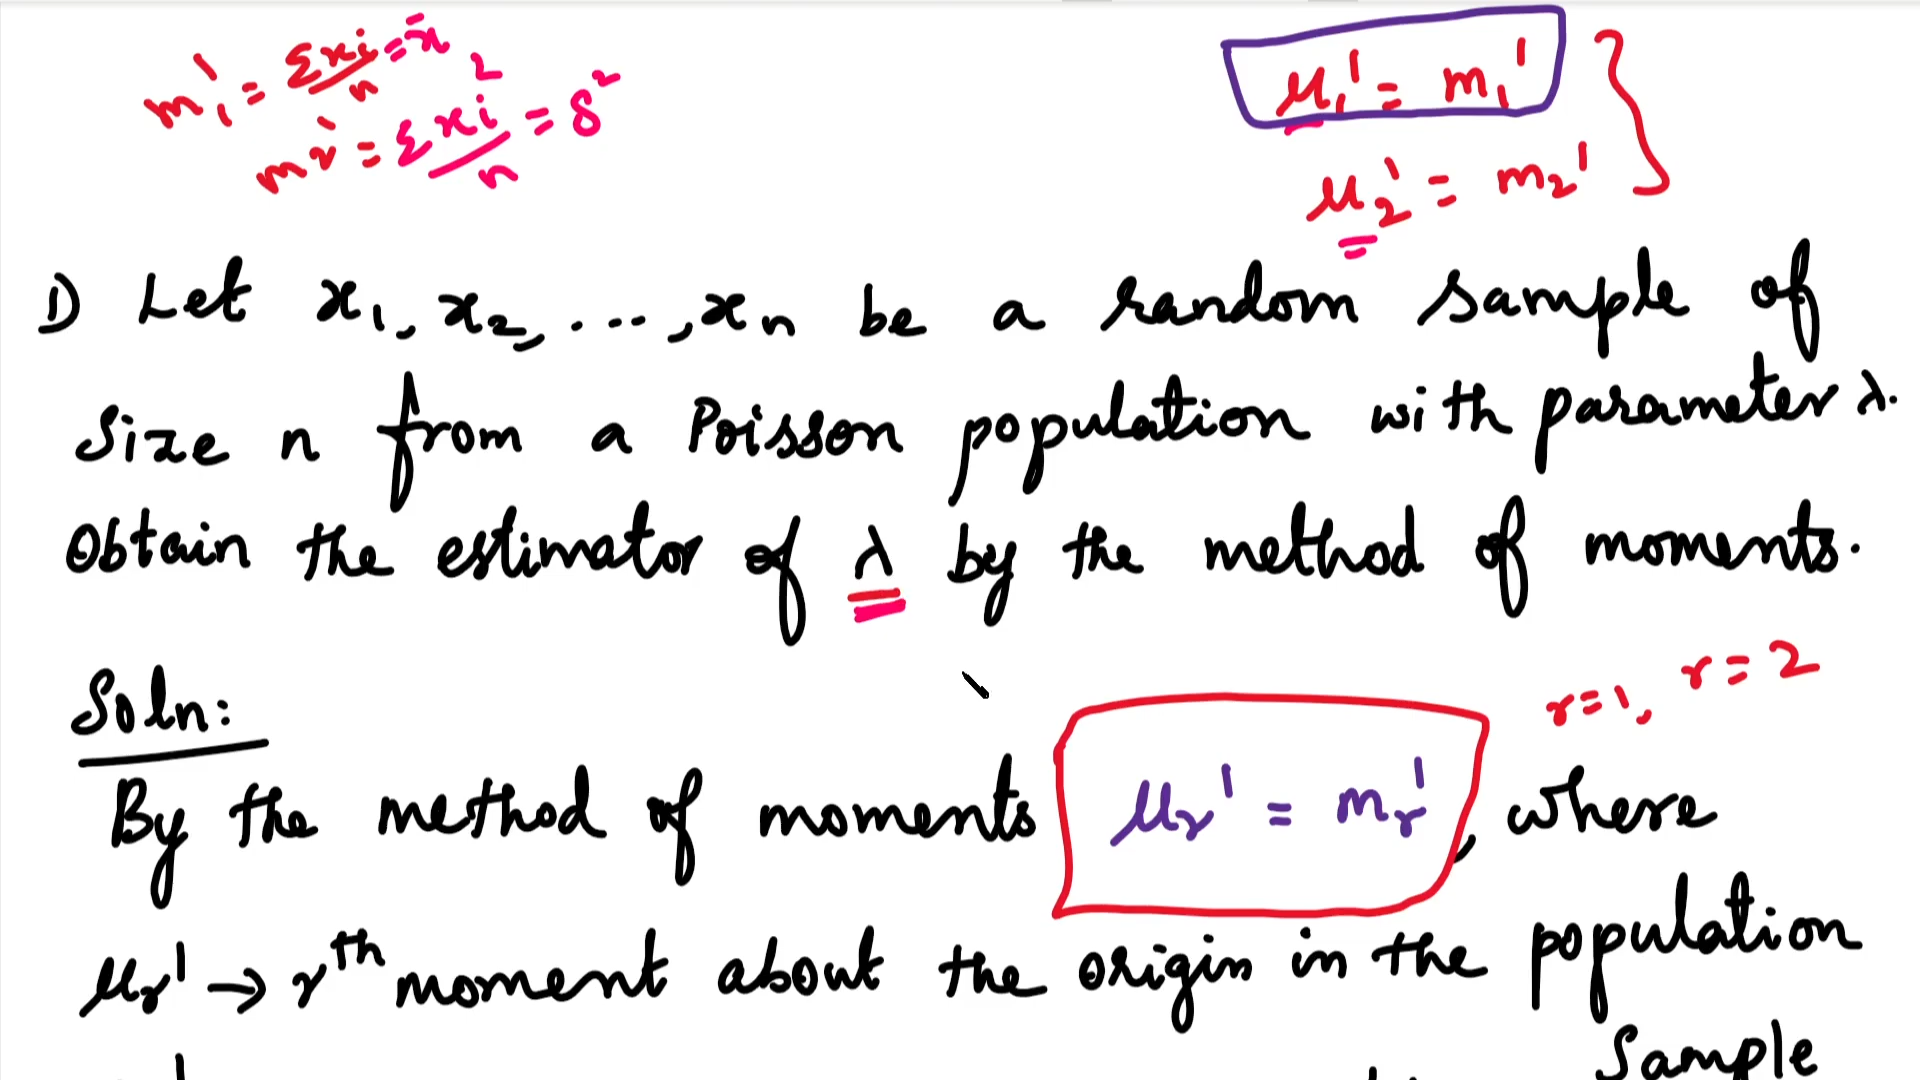 m₁' = Σxi/n = x̄
m₂' = Σxi²/n = s²
μ₁' = m₁'
μ₂' = m₂'
1) Let x₁, x₂, ..., xn be a random sample of
Size n from a Poisson population with parameter λ.
Obtain the estimator of λ by the method of moments.
Soln:
r=1, r=2
By the method of moments μr' = mr', where
μr' → rth moment about the origin in the population
Sample